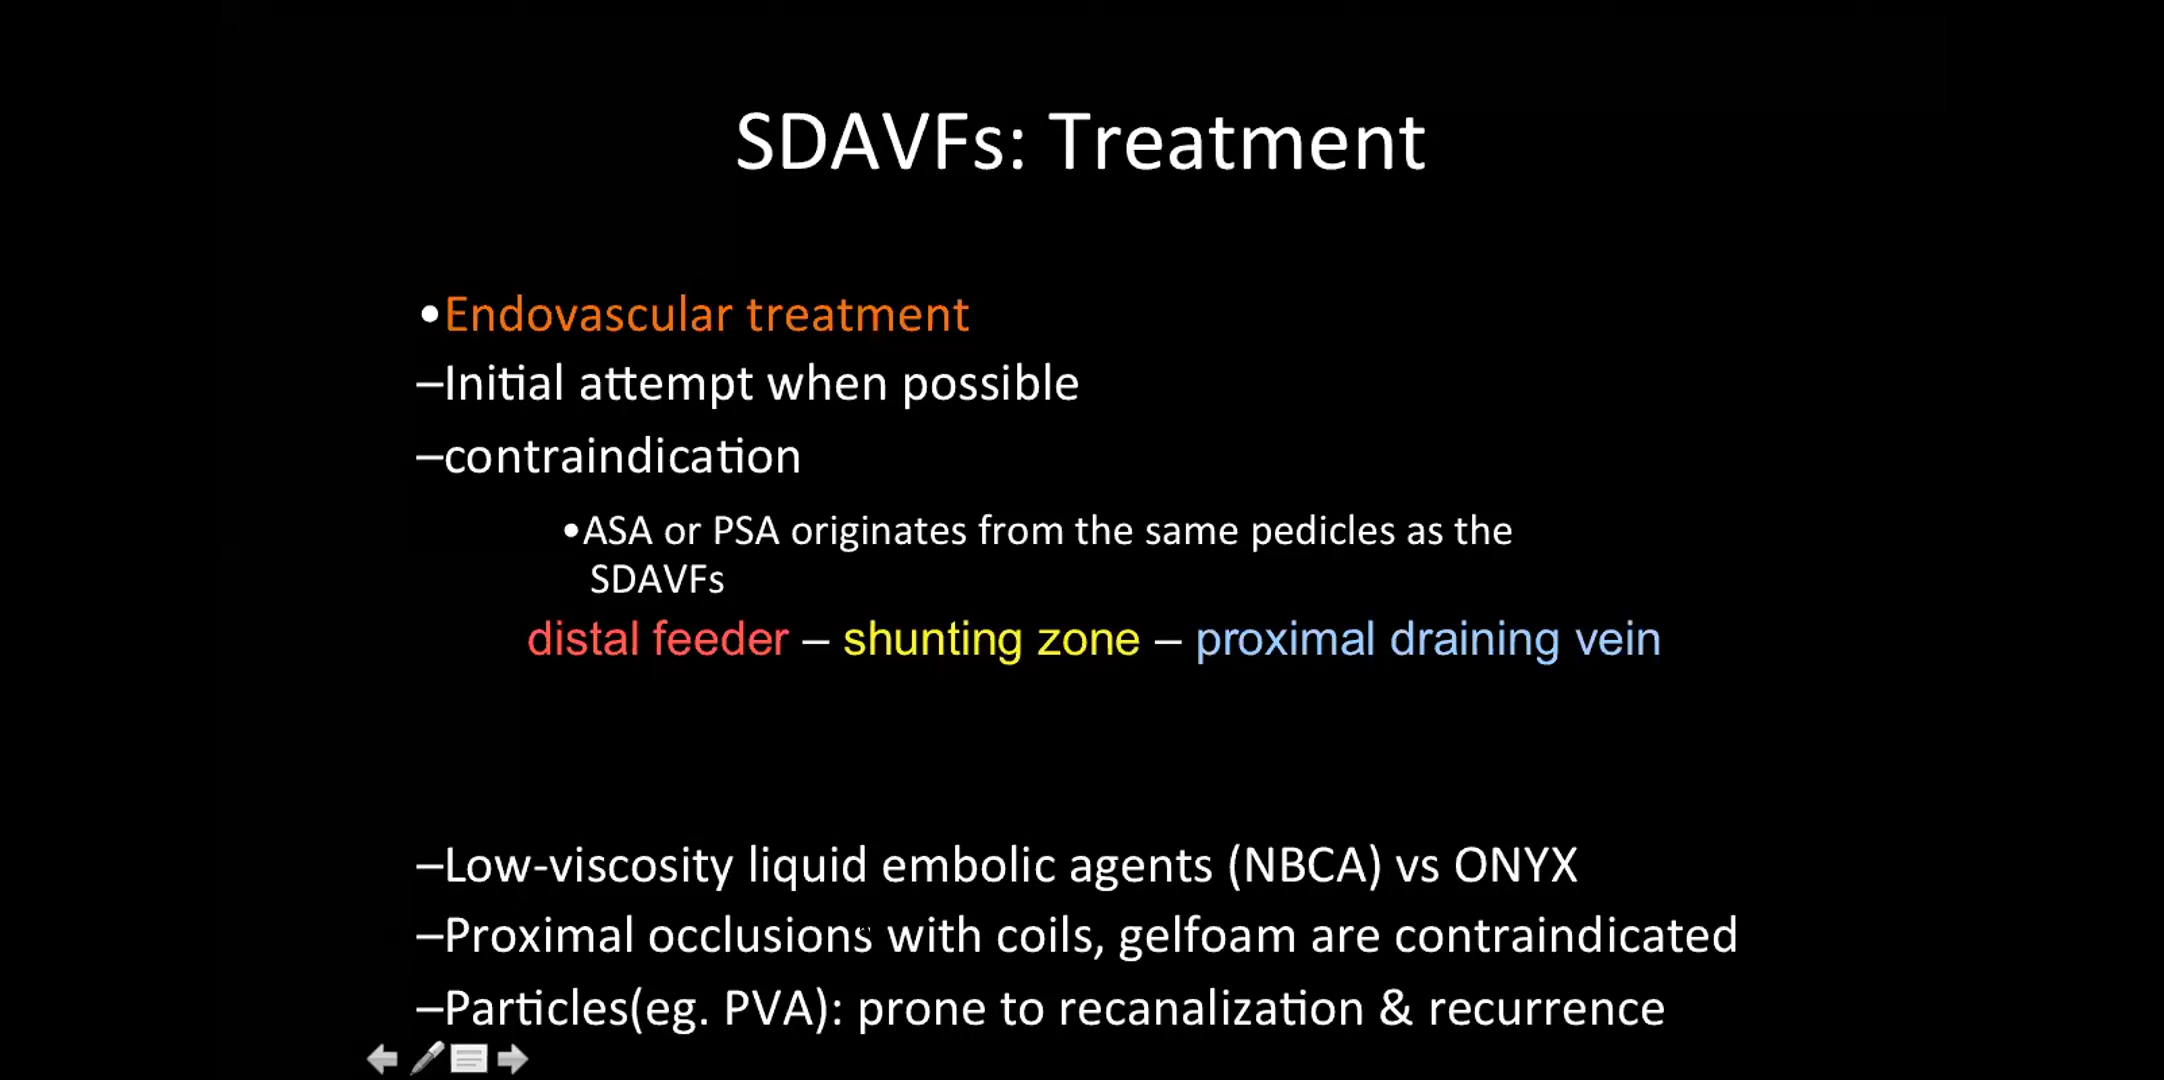 SDAVFs: Treatment
•Endovascular treatment
–Initial attempt when possible
–contraindication
•ASA or PSA originates from the same pedicles as the
SDAVFs
distal feeder – shunting zone – proximal draining vein
–Low-viscosity liquid embolic agents (NBCA) vs ONYX
–Proximal occlusions with coils, gelfoam are contraindicated
–Particles(eg. PVA): prone to recanalization & recurrence